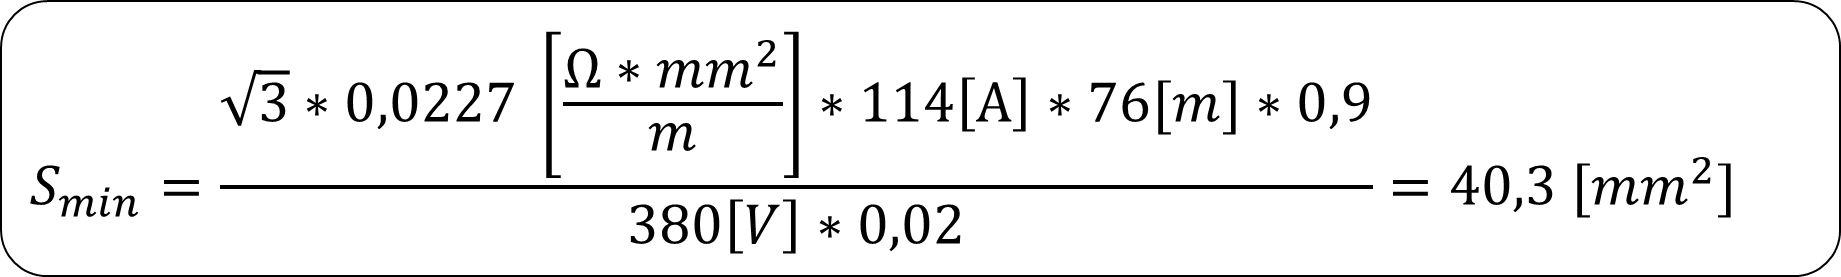 S_min = (√3 * 0,0227 [Ω * mm² / m] * 114[A] * 76[m] * 0,9) / (380[V] * 0,02) = 40,3 [mm²]